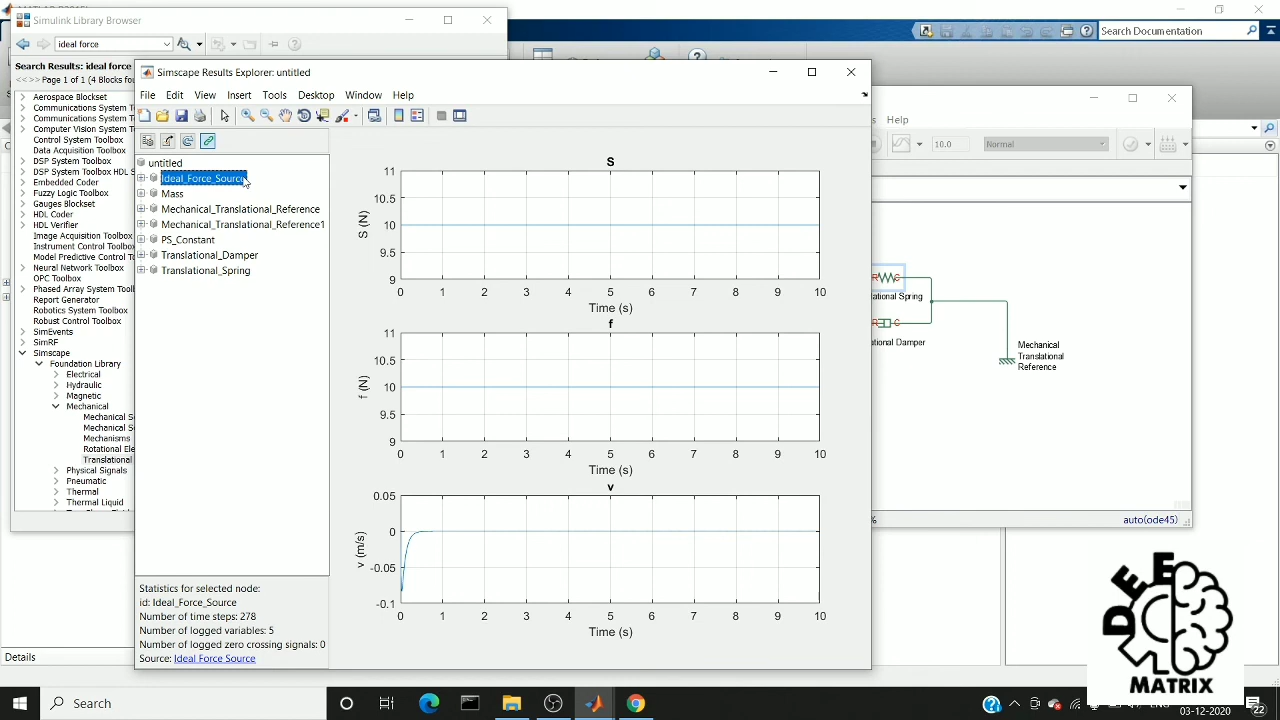 Simulink Library Browser
ideal force
Search Documentation
Search Results: ideal force
<<>>Page 1 of 1 (4 Blocks fou
Aerospace Blockset
Communications System T
Communications System T
Computer Vision System T
Control System Toolbox
Data Acquisition Toolbox
DSP System Toolbox
DSP System Toolbox HDL S
Embedded Coder
Fuzzy Logic Toolbox
Gauges Blockset
HDL Coder
HDL Verifier
Image Acquisition Toolbox
Instrument Control Toolbox
Model Predictive Control To
Neural Network Toolbox
OPC Toolbox
Phased Array System Tool
Report Generator
Robotics System Toolbox
Robust Control Toolbox
SimEvents
SimRF
Simscape
Foundation Library
Electrical
Hydraulic
Magnetic
Mechanical
Mechanical S
Mechanical S
Mechanisms
Rotational Ele
Translational
Physical Signals
Pneumatic
Thermal
Thermal Liquid
Details
Simscape Results Explorer: untitled
File Edit View Insert Tools Desktop Window Help
untitled
Ideal_Force_Source
Mass
Mechanical_Translational_Reference
Mechanical_Translational_Reference1
PS_Constant
Translational_Damper
Translational_Spring
Statistics for selected node:
id: Ideal_Force_Source
Number of time steps: 278
Number of logged variables: 5
Number of logged zero crossing signals: 0
Source: Ideal Force Source
S
11
10.5
10
9.5
9
S (N)
0 1 2 3 4 5 6 7 8 9 10
Time (s)
f
11
10.5
10
9.5
9
f (N)
0 1 2 3 4 5 6 7 8 9 10
Time (s)
v
0.05
0
-0.05
-0.1
v (m/s)
0 1 2 3 4 5 6 7 8 9 10
Time (s)
s Help
10.0 Normal
R C
ational Spring
R C
ational Damper
Mechanical
Translational
Reference
%
auto(ode45)
DEE
MATRIX
Search
ENG
03-12-2020
22